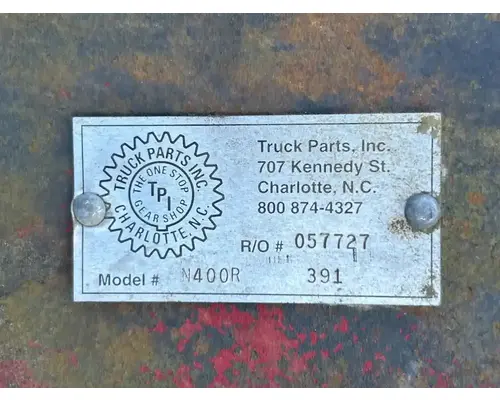 TRUCK PARTS INC.
CHARLOTTE, N.C.
THE ONE STOP
GEAR SHOP
TPI
Truck Parts, Inc.
707 Kennedy St.
Charlotte, N.C.
800 874-4327
R/O # 057727
Model # N400R 391